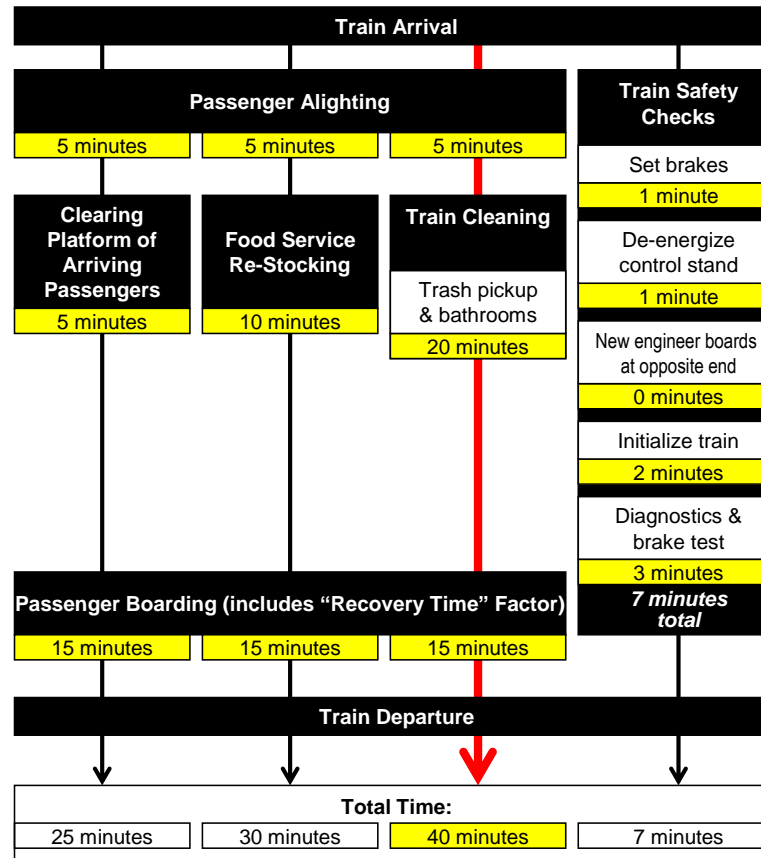 Train Arrival
Passenger Alighting
5 minutes
5 minutes
5 minutes
Clearing
Platform of
Arriving
Passengers
5 minutes
Food Service
Re-Stocking
10 minutes
Train Cleaning
Trash pickup
& bathrooms
20 minutes
Train Safety
Checks
Set brakes
1 minute
De-energize
control stand
1 minute
New engineer boards
at opposite end
0 minutes
Initialize train
2 minutes
Diagnostics &
brake test
3 minutes
7 minutes
total
Passenger Boarding (includes “Recovery Time” Factor)
15 minutes
15 minutes
15 minutes
Train Departure
Total Time:
25 minutes
30 minutes
40 minutes
7 minutes